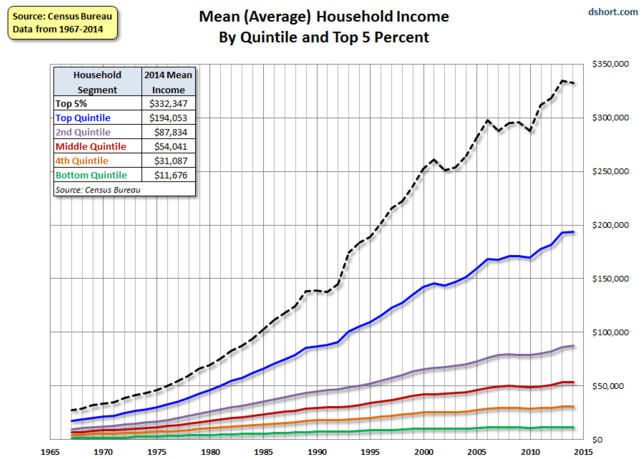 Source: Census Bureau
Data from 1967-2014
Mean (Average) Household Income
By Quintile and Top 5 Percent
dshort.com
Household Segment 2014 Mean Income
Top 5% $332,347
Top Quintile $194,053
2nd Quintile $87,834
Middle Quintile $54,041
4th Quintile $31,087
Bottom Quintile $11,676
Source: Census Bureau
$350,000
$300,000
$250,000
$200,000
$150,000
$100,000
$50,000
$0
1965 1970 1975 1980 1985 1990 1995 2000 2005 2010 2015